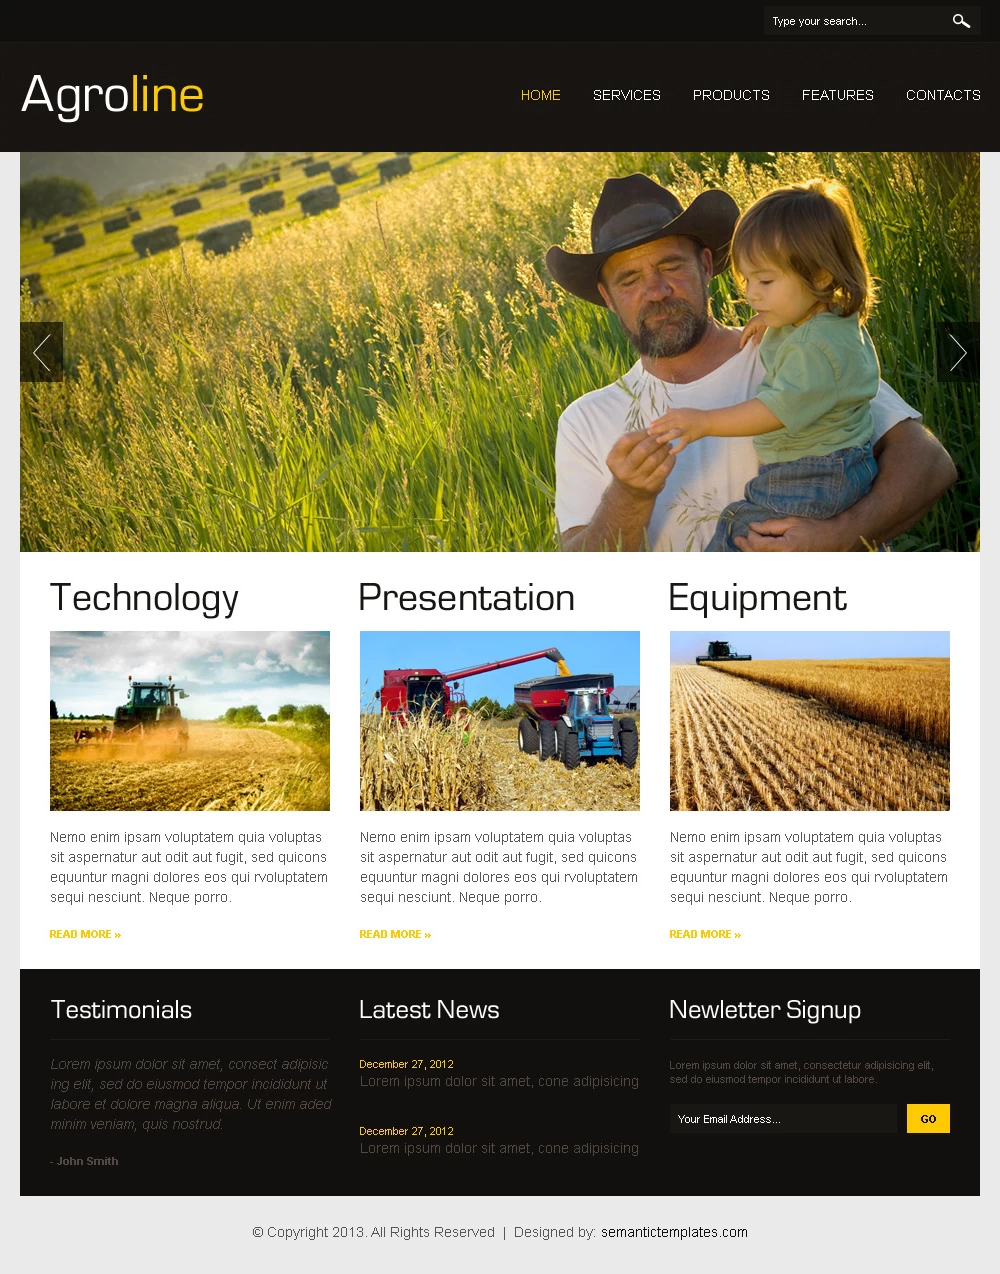 Type your search...
Agroline
HOME SERVICES PRODUCTS FEATURES CONTACTS
Technology
Nemo enim ipsam voluptatem quia voluptas
sit aspernatur aut odit aut fugit, sed quicons
equuntur magni dolores eos qui rvoluptatem
sequi nesciunt. Neque porro.
READ MORE »
Presentation
Nemo enim ipsam voluptatem quia voluptas
sit aspernatur aut odit aut fugit, sed quicons
equuntur magni dolores eos qui rvoluptatem
sequi nesciunt. Neque porro.
READ MORE »
Equipment
Nemo enim ipsam voluptatem quia voluptas
sit aspernatur aut odit aut fugit, sed quicons
equuntur magni dolores eos qui rvoluptatem
sequi nesciunt. Neque porro.
READ MORE »
Testimonials
Lorem ipsum dolor sit amet, consect adipisic
ing elit, sed do eiusmod tempor incididunt ut
labore et dolore magna aliqua. Ut enim aded
minim veniam, quis nostrud.
- John Smith
Latest News
December 27, 2012
Lorem ipsum dolor sit amet, cone adipisicing
December 27, 2012
Lorem ipsum dolor sit amet, cone adipisicing
Newletter Signup
Lorem ipsum dolor sit amet, consectetur adipisicing elit,
sed do eiusmod tempor incididunt ut labore.
Your Email Address...
GO
© Copyright 2013. All Rights Reserved | Designed by: semantictemplates.com